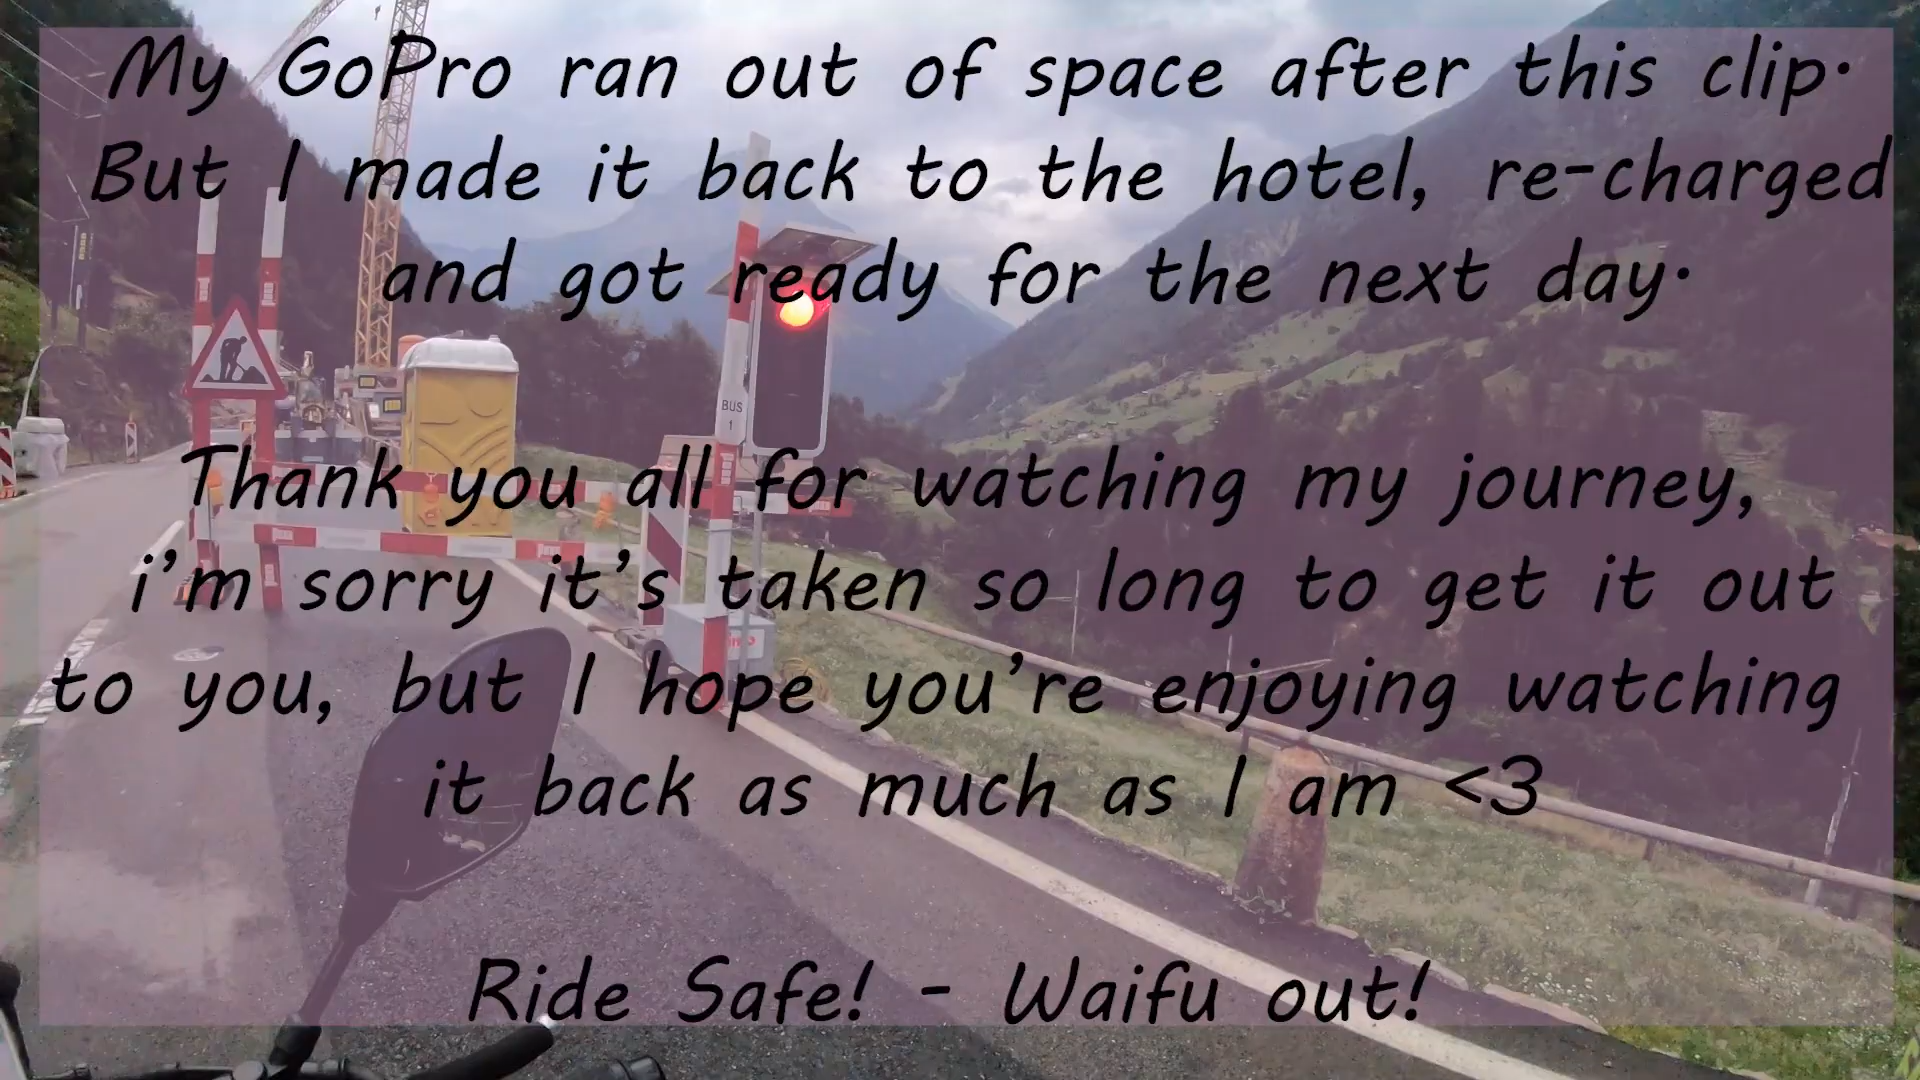 My GoPro ran out of space after this clip.
But I made it back to the hotel, re-charged
and got ready for the next day.
BUS
1
Thank you all for watching my journey,
i'm sorry it's taken so long to get it out
to you, but I hope you're enjoying watching
it back as much as I am <3
Ride Safe! - Waifu out!